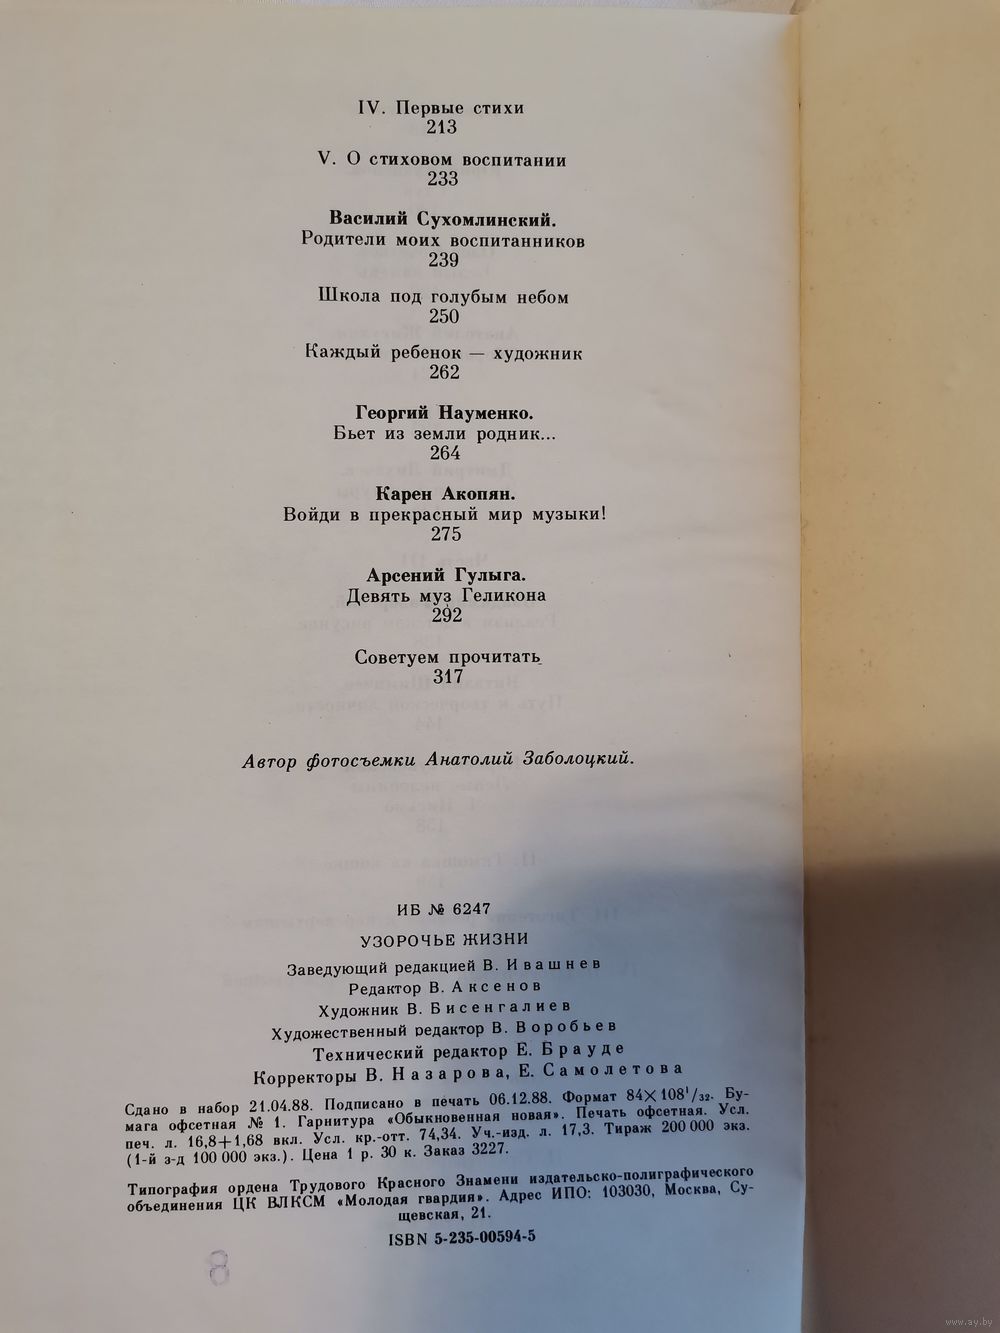 IV. Первые стихи
213
V. О стиховом воспитании
233
Василий Сухомлинский.
Родители моих воспитанников
239
Школа под голубым небом
250
Каждый ребенок — художник
262
Георгий Науменко.
Бьет из земли родник...
264
Карен Акопян.
Войди в прекрасный мир музыки!
275
Арсений Гулыга.
Девять муз Геликона
292
Советуем прочитать
317
Автор фотосъемки Анатолий Заболоцкий.
ИБ № 6247
УЗОРОЧЬЕ ЖИЗНИ
Заведующий редакцией В. Ивашнев
Редактор В. Аксенов
Художник В. Бисенгалиев
Художественный редактор В. Воробьев
Технический редактор Е. Брауде
Корректоры В. Назарова, Е. Самолетова
Сдано в набор 21.04.88. Подписано в печать 06.12.88. Формат 84×108¹/₃₂. Бу-
мага офсетная № 1. Гарнитура «Обыкновенная новая». Печать офсетная. Усл.
печ. л. 16,8+1,68 вкл. Усл. кр.-отт. 74,34. Уч.-изд. л. 17,3. Тираж 200 000 экз.
(1-й з-д 100 000 экз.). Цена 1 р. 30 к. Заказ 3227.
Типография ордена Трудового Красного Знамени издательско-полиграфического
объединения ЦК ВЛКСМ «Молодая гвардия». Адрес ИПО: 103030, Москва, Су-
щевская, 21.
ISBN 5-235-00594-5
8
www.ay.by